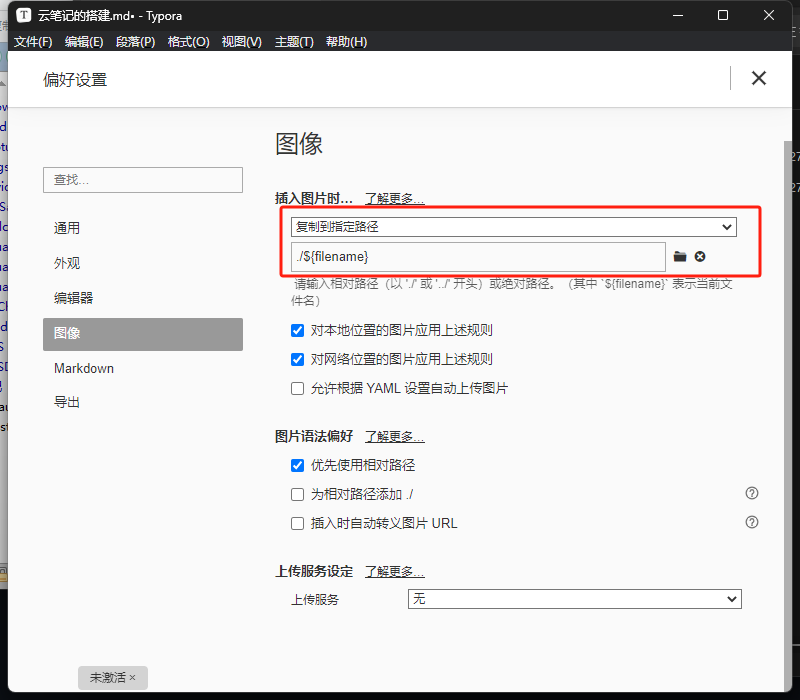 云笔记的搭建.md• - Typora
文件(F) 编辑(E) 段落(P) 格式(O) 视图(V) 主题(T) 帮助(H)
偏好设置
图像
查找...
通用
外观
编辑器
图像
Markdown
导出
插入图片时... 了解更多...
复制到指定路径
./${filename}
请输入相对路径（以 './' 或 '../' 开头）或绝对路径。（其中 `${filename}` 表示当前文
件名）
对本地位置的图片应用上述规则
对网络位置的图片应用上述规则
允许根据 YAML 设置自动上传图片
图片语法偏好 了解更多...
优先使用相对路径
为相对路径添加 ./
插入时自动转义图片 URL
上传服务设定 了解更多...
上传服务 无
未激活 ×